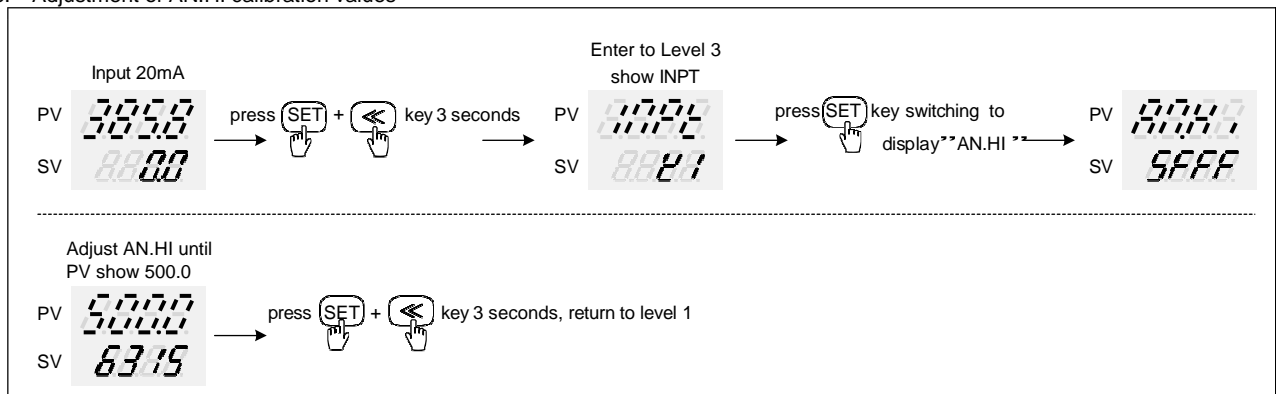 Adjustment of AN.HI calibration values
Input 20mA
PV 385.8
SV 0.0
press SET + ≪ key 3 seconds
Enter to Level 3
show INPT
PV INPt
SV K1
press SET key switching to
display"AN.HI "
PV AN.HI
SV SFFF
Adjust AN.HI until
PV show 500.0
PV 500.0
SV 6315
press SET + ≪ key 3 seconds, return to level 1